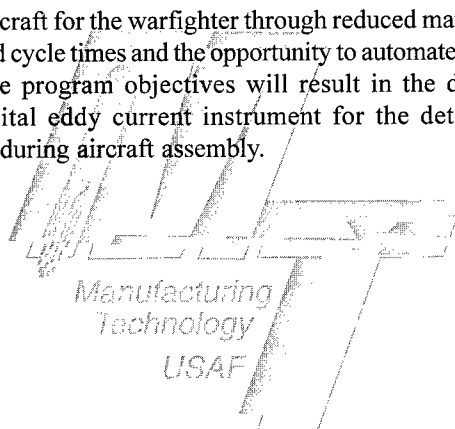 craft for the warfighter through reduced ma
d cycle times and the opportunity to automate
e program objectives will result in the d
ital eddy current instrument for the det
during aircraft assembly.
Manufacturing
Technology
USAF